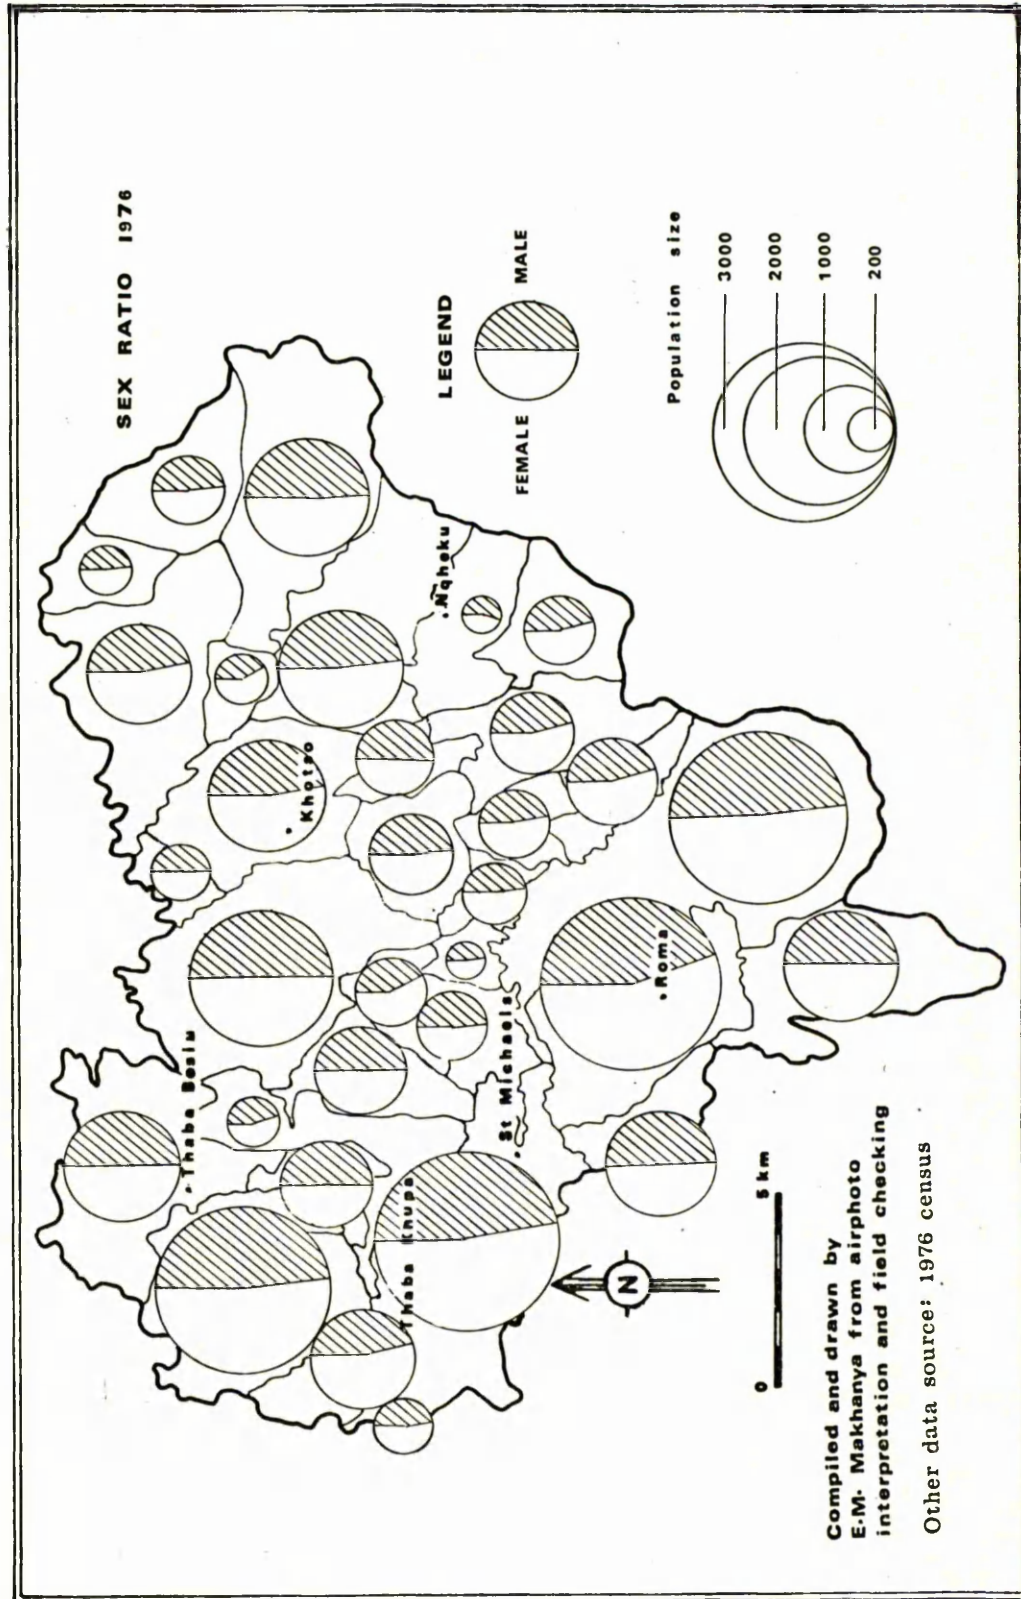 SEX RATIO 1976
LEGEND
FEMALE MALE
Population size
3000
2000
1000
200
Thaba Bosiu
Khotso
Nqheku
Thaba Khupa
St Michaels
Roma
N
0 5 km
Compiled and drawn by
E·M· Makhanya from airphoto
interpretation and field checking
Other data source: 1976 census